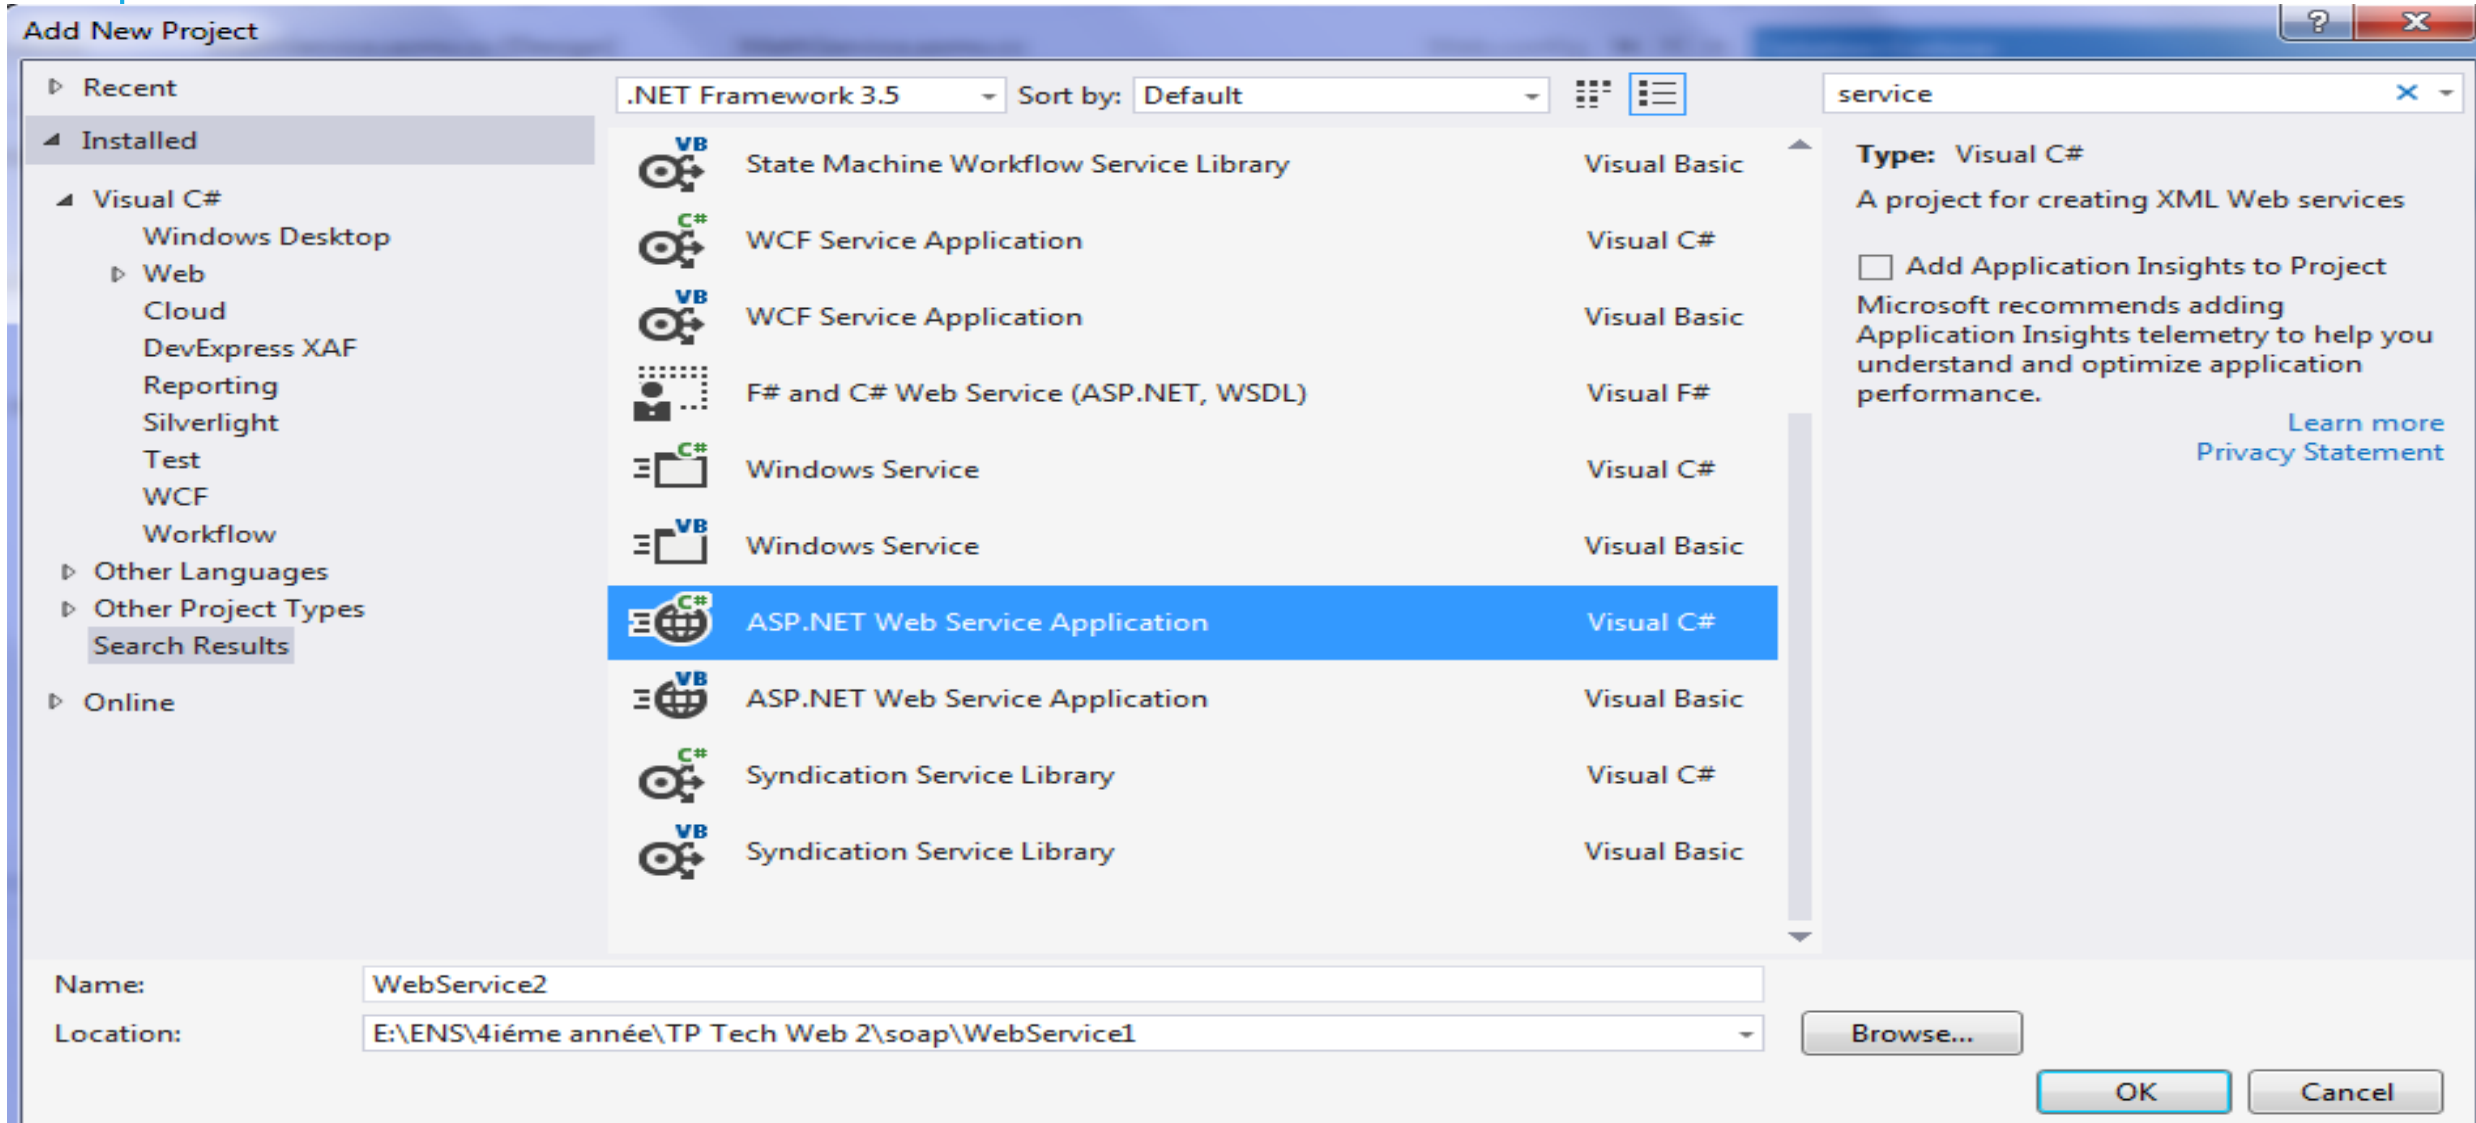 Add New Project
Recent
.NET Framework 3.5 Sort by: Default
service
Installed
Visual C#
Windows Desktop
Web
Cloud
DevExpress XAF
Reporting
Silverlight
Test
WCF
Workflow
Other Languages
Other Project Types
Search Results
Online
VB State Machine Workflow Service Library Visual Basic
C# WCF Service Application Visual C#
VB WCF Service Application Visual Basic
F# and C# Web Service (ASP.NET, WSDL) Visual F#
C# Windows Service Visual C#
VB Windows Service Visual Basic
C# ASP.NET Web Service Application Visual C#
VB ASP.NET Web Service Application Visual Basic
C# Syndication Service Library Visual C#
VB Syndication Service Library Visual Basic
Type: Visual C#
A project for creating XML Web services
Add Application Insights to Project
Microsoft recommends adding
Application Insights telemetry to help you
understand and optimize application
performance.
Learn more
Privacy Statement
Name: WebService2
Location: E:\ENS\4iéme année\TP Tech Web 2\soap\WebService1
Browse...
OK Cancel